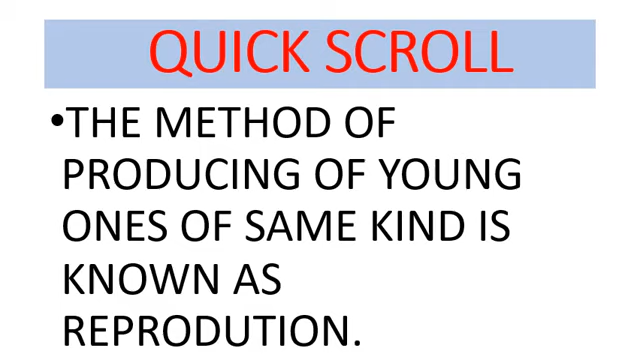 QUICK SCROLL
•THE METHOD OF
PRODUCING OF YOUNG
ONES OF SAME KIND IS
KNOWN AS
REPRODUTION.